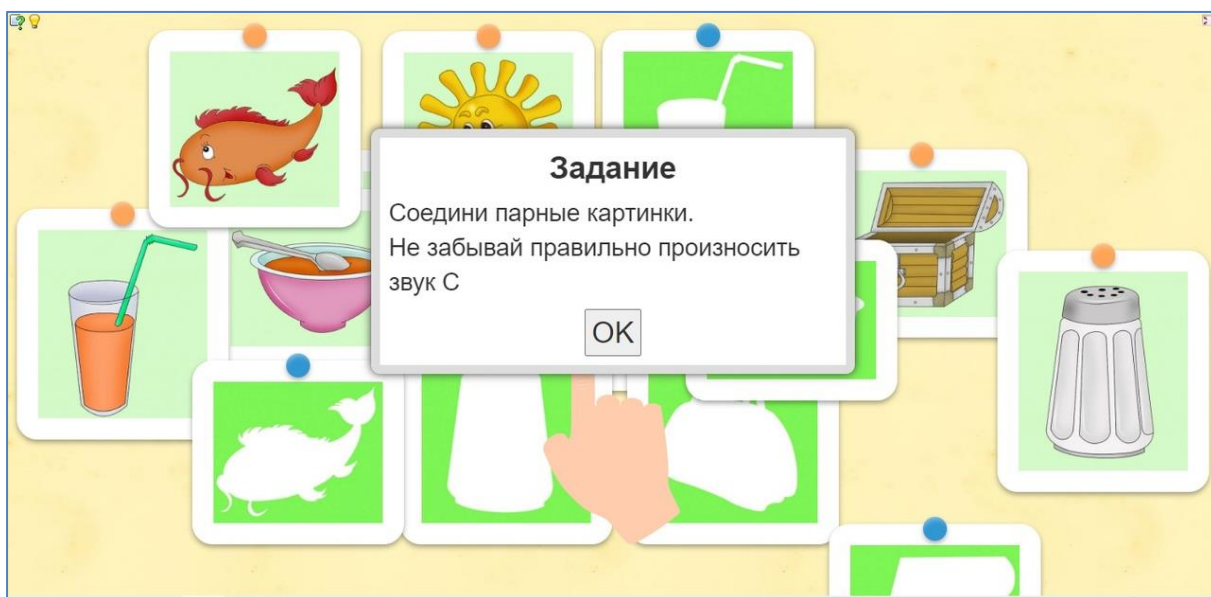 Задание
Соедини парные картинки.
Не забывай правильно произносить
звук С
OK